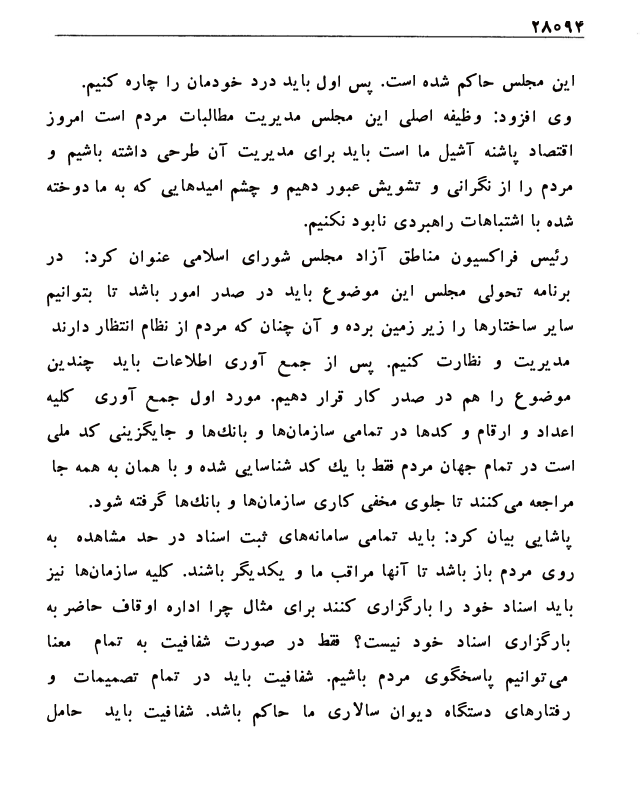 ۲۸۰۹۴
این مجلس حاکم شده است. پس اول باید درد خودمان را چاره کنیم.
وی افزود: وظیفه اصلی این مجلس مدیریت مطالبات مردم است امروز
اقتصاد پاشنه آشیل ما است باید برای مدیریت آن طرحی داشته باشیم و
مردم را از نگرانی و تشویش عبور دهیم و چشم امیدهایی که به ما دوخته
شده با اشتباهات راهبردی نابود نکنیم.
رئیس فراکسیون مناطق آزاد مجلس شورای اسلامی عنوان کرد: در
برنامه تحولی مجلس این موضوع باید در صدر امور باشد تا بتوانیم
سایر ساختارها را زیر زمین برده و آن چنان که مردم از نظام انتظار دارند
مدیریت و نظارت کنیم. پس از جمع آوری اطلاعات باید چندین
موضوع را هم در صدر کار قرار دهیم. مورد اول جمع آوری کلیه
اعداد و ارقام و کدها در تمامی سازمان‌ها و بانك‌ها و جایگزینی کد ملی
است در تمام جهان مردم فقط با يك کد شناسایی شده و با همان به همه جا
مراجعه می‌کنند تا جلوی مخفی کاری سازمان‌ها و بانك‌ها گرفته شود.
پاشایی بیان کرد: باید تمامی سامانه‌های ثبت اسناد در حد مشاهده به
روی مردم باز باشد تا آنها مراقب ما و یکدیگر باشند. کلیه سازمان‌ها نیز
باید اسناد خود را بارگزاری کنند برای مثال چرا اداره اوقاف حاضر به
بارگزاری اسناد خود نیست؟ فقط در صورت شفافیت به تمام معنا
می‌توانیم پاسخگوی مردم باشیم. شفافیت باید در تمام تصمیمات و
رفتارهای دستگاه دیوان سالاری ما حاکم باشد. شفافیت باید حامل